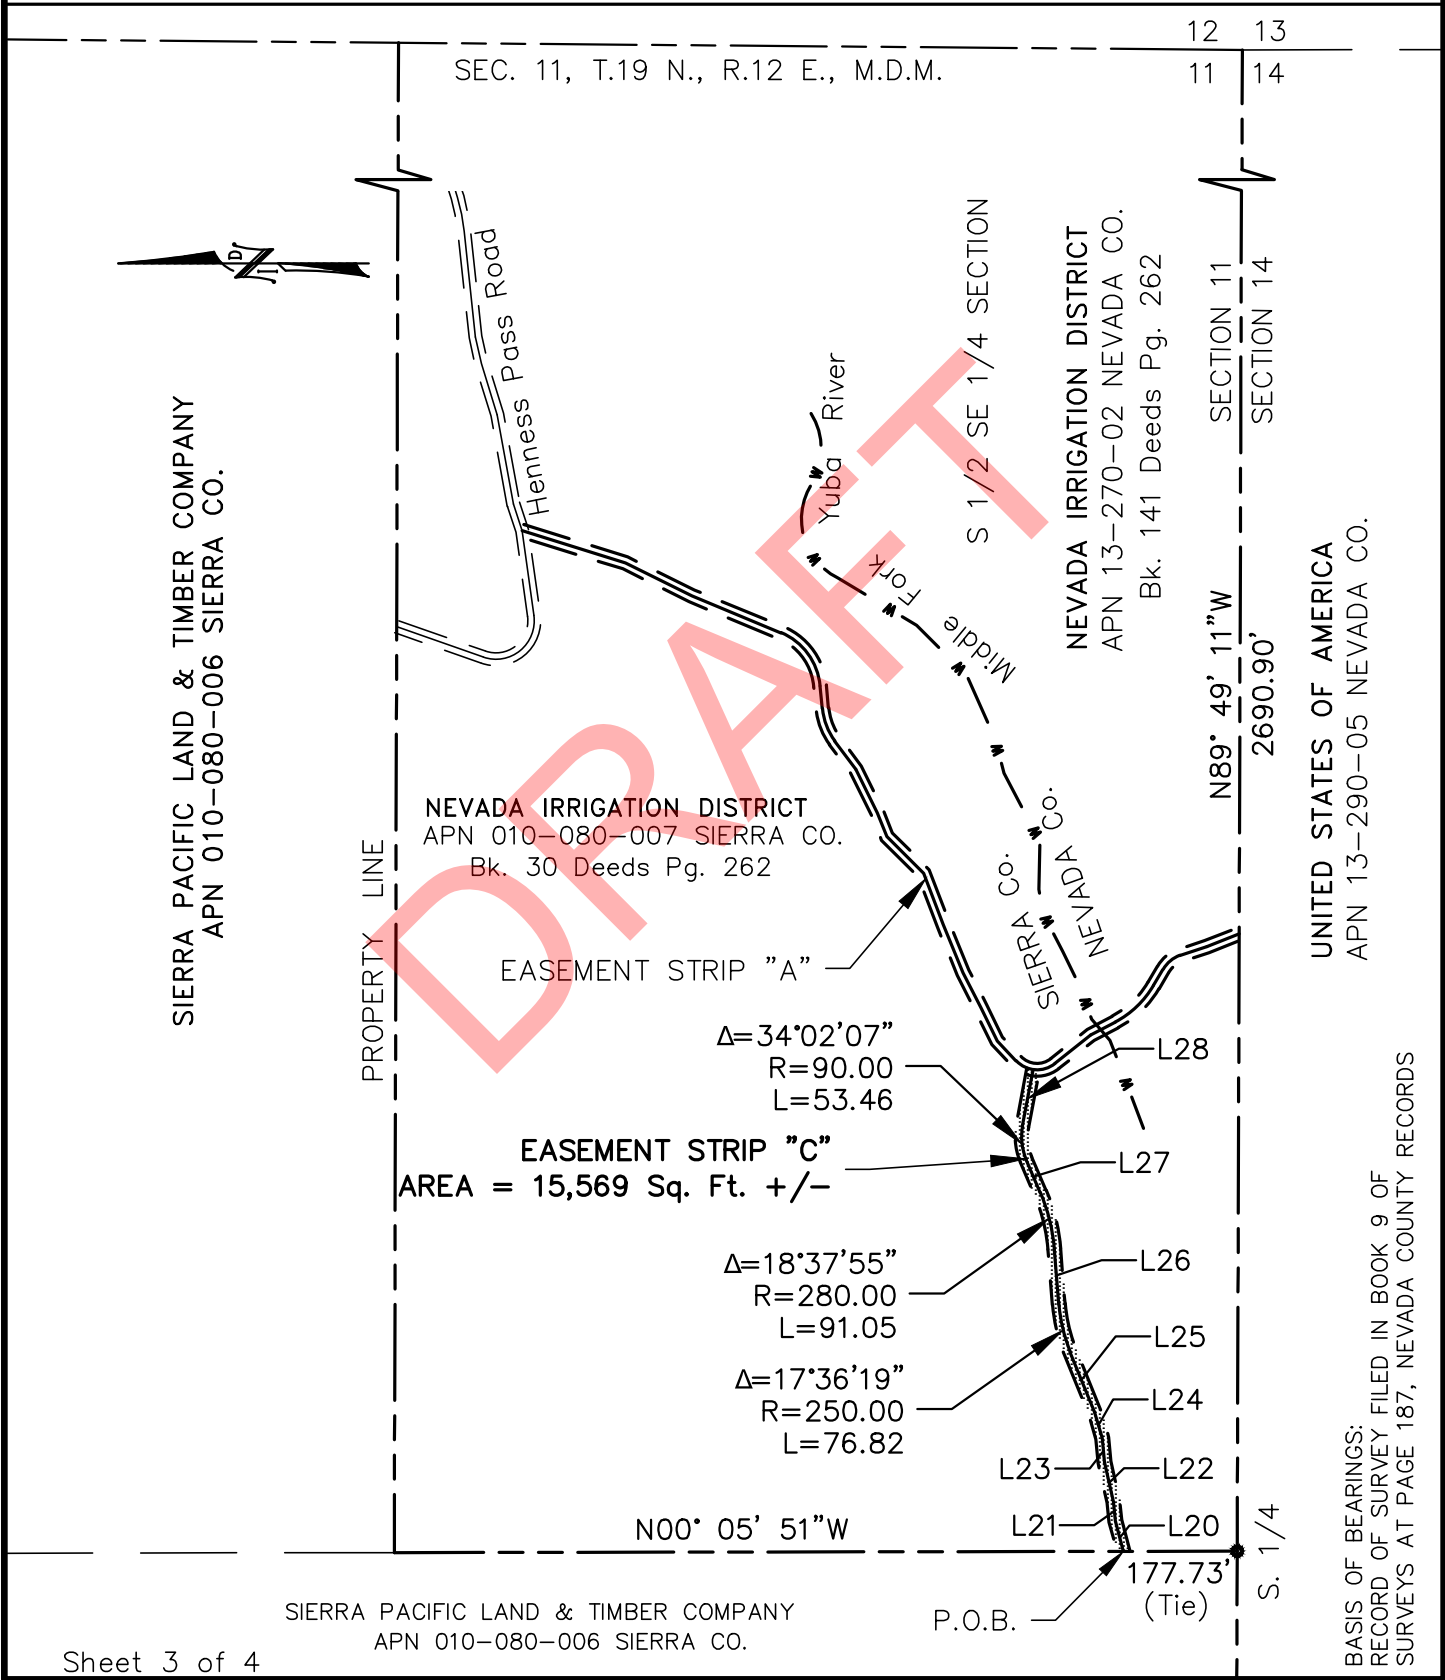 12 13
SEC. 11, T.19 N., R.12 E., M.D.M.
11 14
Henness Pass Road
SIERRA PACIFIC LAND & TIMBER COMPANY
APN 010-080-006 SIERRA CO.
Middle Fork Yuba River
S 1/2 SE 1/4 SECTION
NEVADA IRRIGATION DISTRICT
APN 13-270-02 NEVADA CO.
Bk. 141 Deeds Pg. 262
SECTION 11
SECTION 14
N89° 49' 11"W
2690.90'
UNITED STATES OF AMERICA
APN 13-290-05 NEVADA CO.
DRAFT
NEVADA IRRIGATION DISTRICT
APN 010-080-007 SIERRA CO.
Bk. 30 Deeds Pg. 262
PROPERTY LINE
SIERRA Co.
NEVADA Co.
EASEMENT STRIP "A"
Δ=34°02'07"
R=90.00
L=53.46
L28
EASEMENT STRIP "C"
AREA = 15,569 Sq. Ft. +/-
L27
Δ=18°37'55"
R=280.00
L=91.05
L26
Δ=17°36'19"
R=250.00
L=76.82
L25
L24
L23
L22
L21
L20
N00° 05' 51"W
177.73'
(Tie)
P.O.B.
S. 1/4
BASIS OF BEARINGS:
RECORD OF SURVEY FILED IN BOOK 9 OF
SURVEYS AT PAGE 187, NEVADA COUNTY RECORDS
SIERRA PACIFIC LAND & TIMBER COMPANY
APN 010-080-006 SIERRA CO.
Sheet 3 of 4